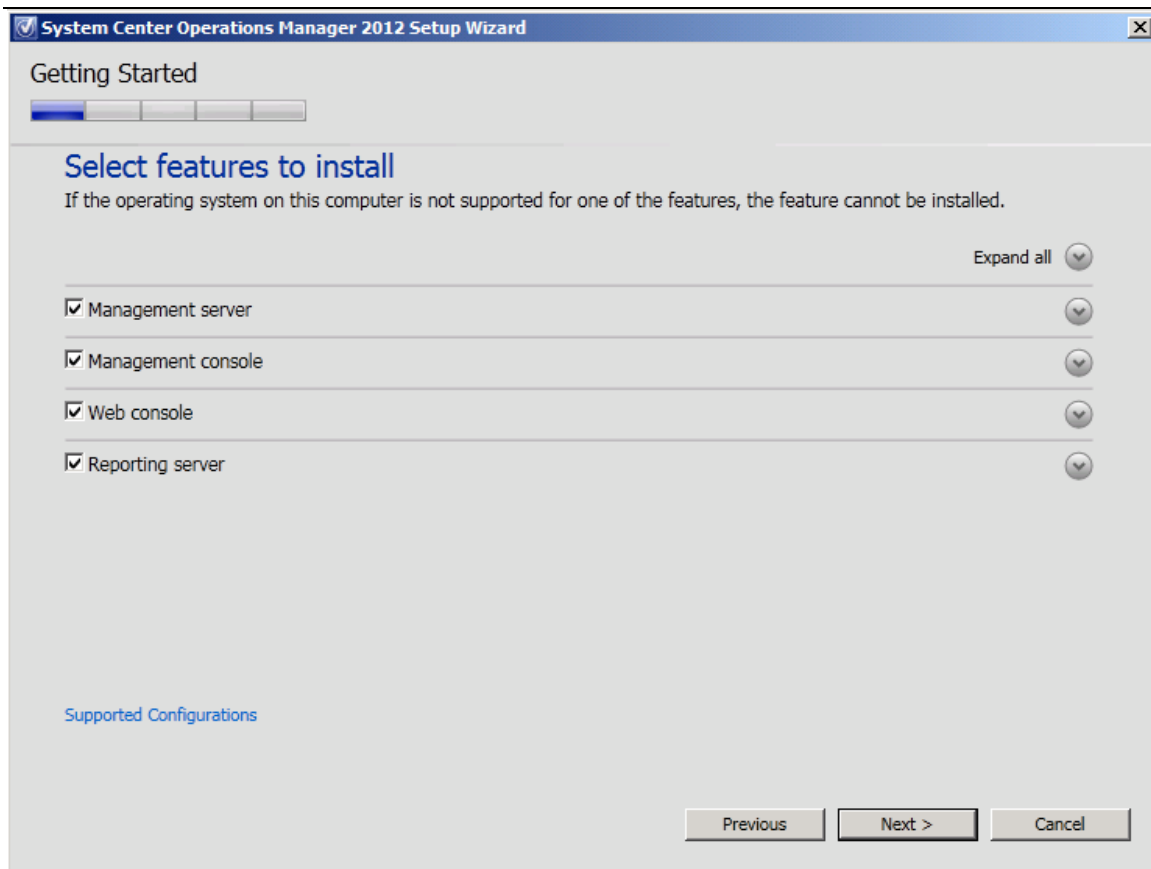 System Center Operations Manager 2012 Setup Wizard
Getting Started
Select features to install
If the operating system on this computer is not supported for one of the features, the feature cannot be installed.
Expand all
Management server
Management console
Web console
Reporting server
Supported Configurations
Previous
Next >
Cancel